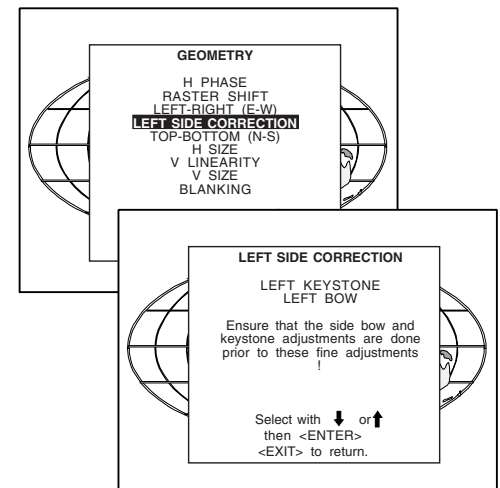 GEOMETRY
H PHASE
RASTER SHIFT
LEFT-RIGHT (E-W)
LEFT SIDE CORRECTION
TOP-BOTTOM (N-S)
H SIZE
V LINEARITY
V SIZE
BLANKING
LEFT SIDE CORRECTION
LEFT KEYSTONE
LEFT BOW
Ensure that the side bow and
keystone adjustments are done
prior to these fine adjustments
!
Select with ⬇ or ⬆
then <ENTER>
<EXIT> to return.